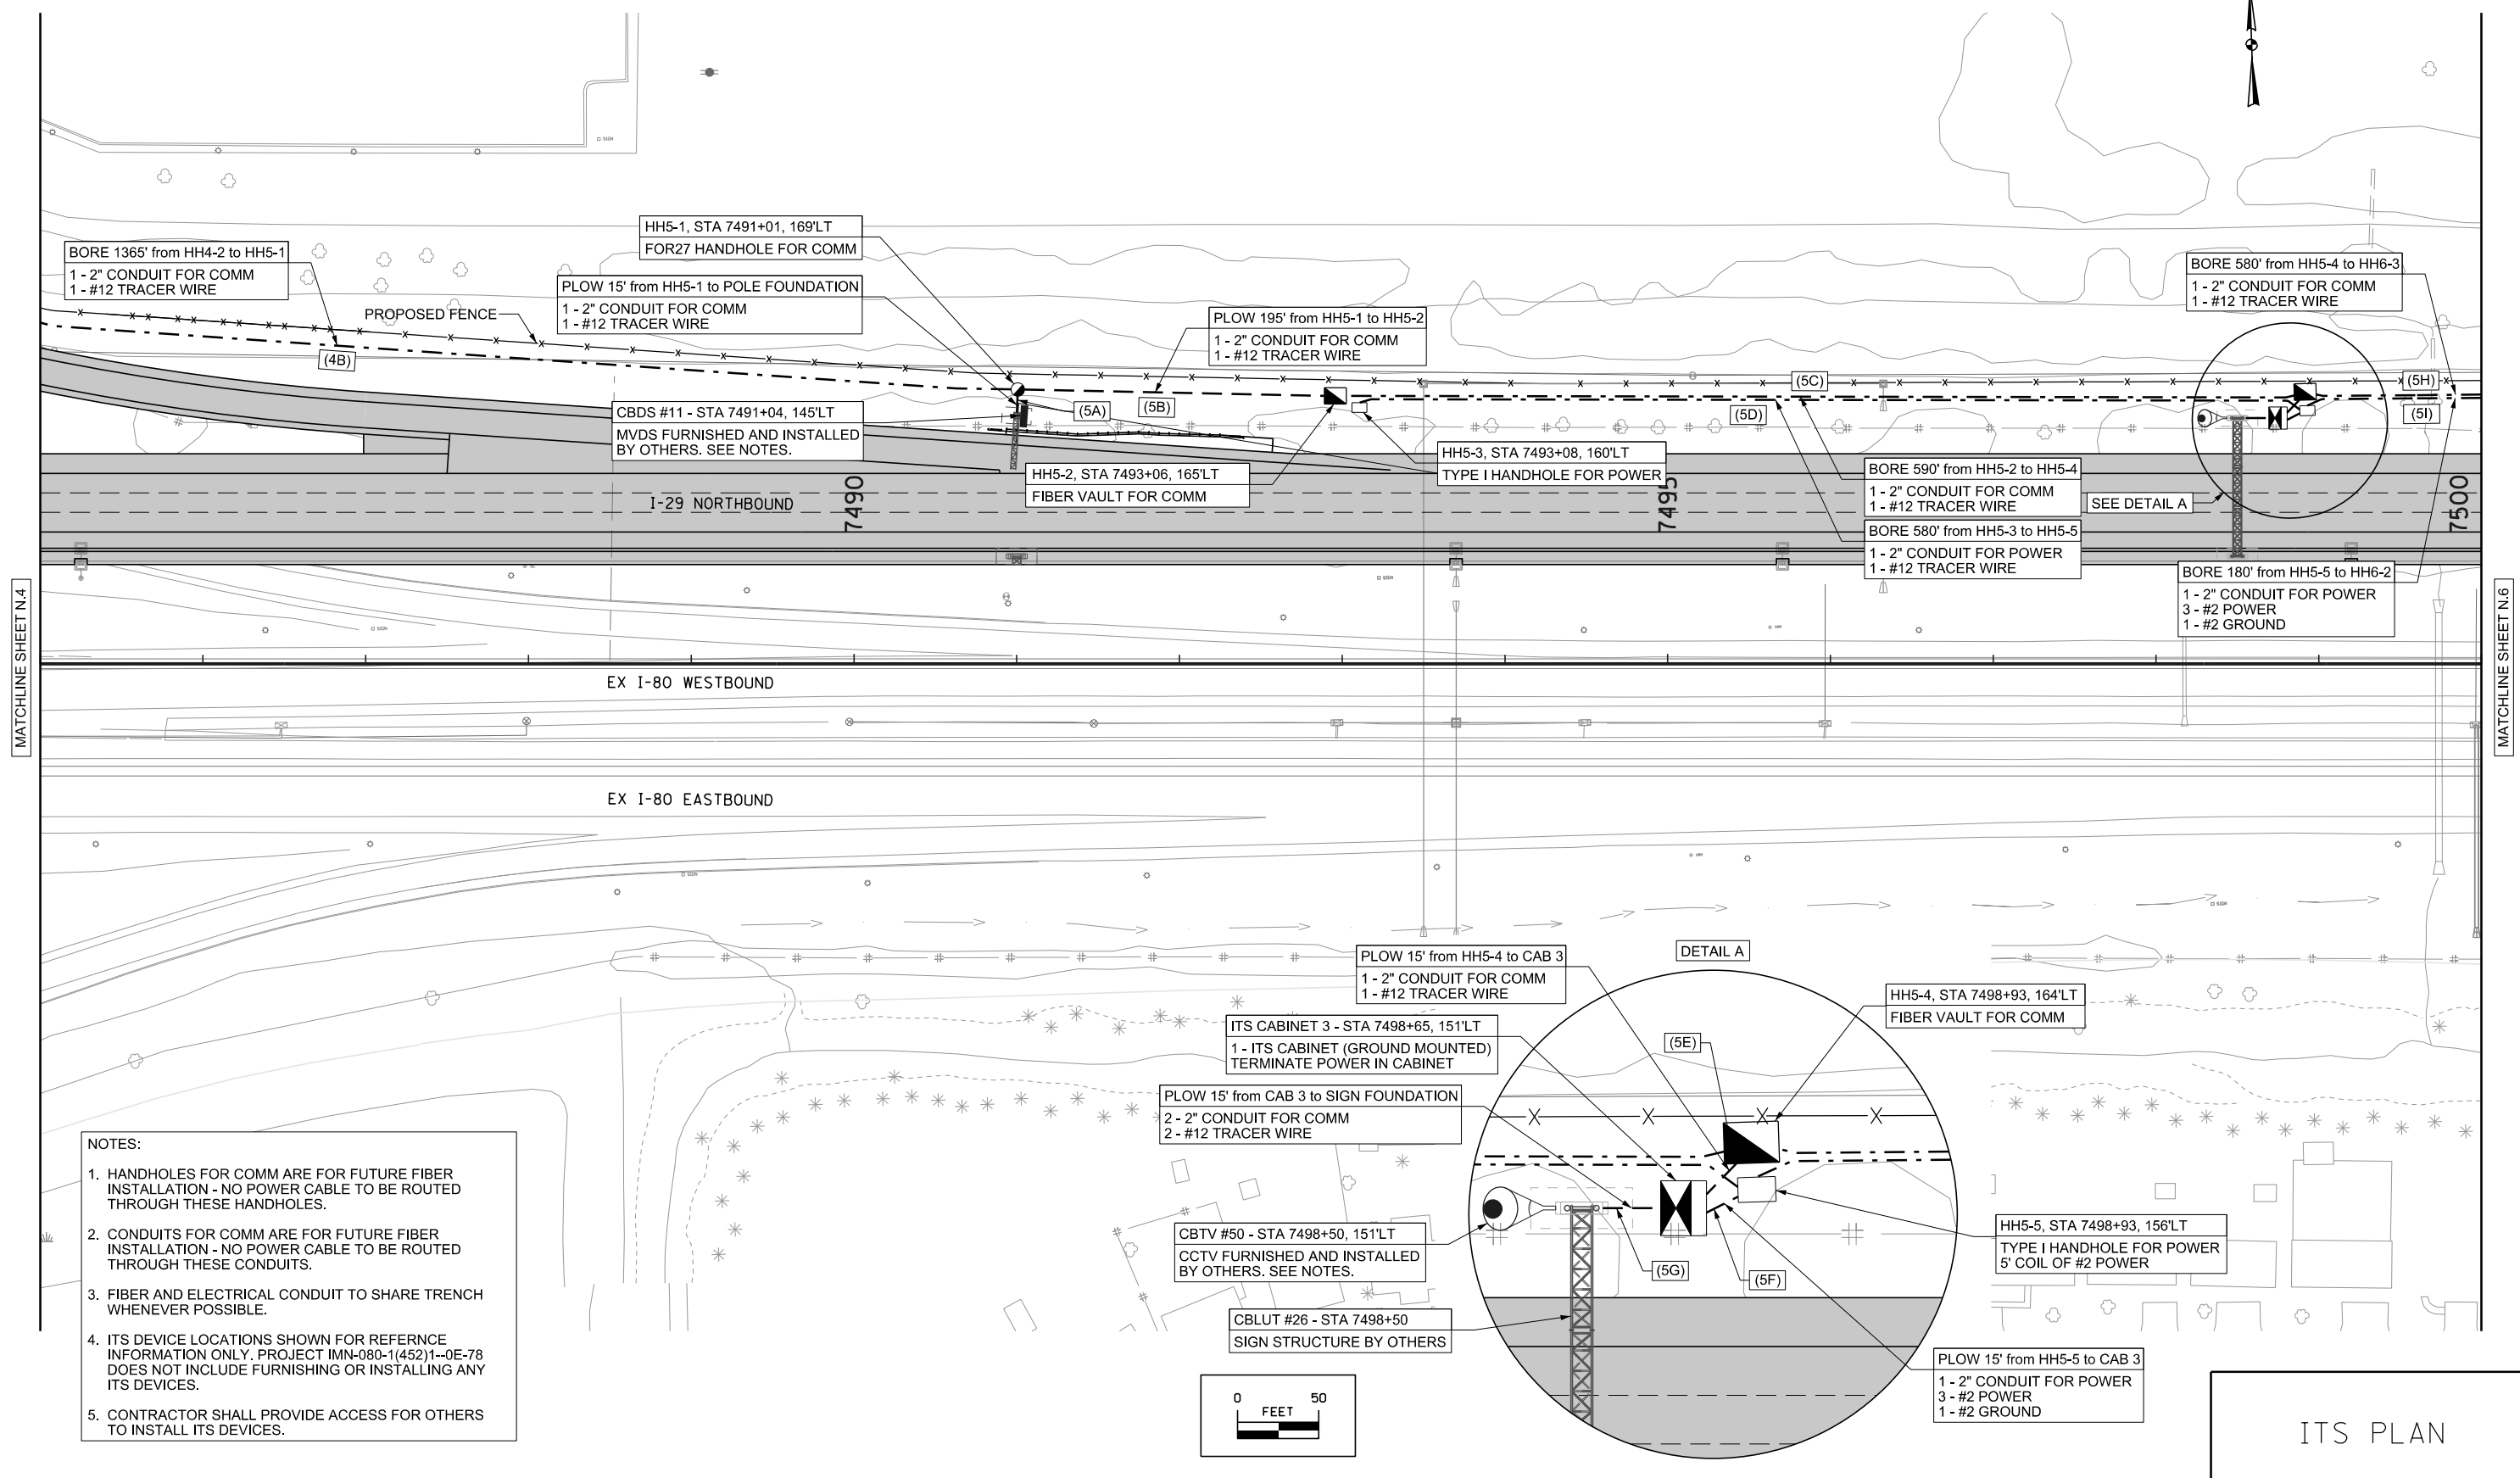 HH5-1, STA 7491+01, 169'LT
FOR27 HANDHOLE FOR COMM
BORE 1365' from HH4-2 to HH5-1
1 - 2" CONDUIT FOR COMM
1 - #12 TRACER WIRE
PLOW 15' from HH5-1 to POLE FOUNDATION
1 - 2" CONDUIT FOR COMM
1 - #12 TRACER WIRE
PROPOSED FENCE
PLOW 195' from HH5-1 to HH5-2
1 - 2" CONDUIT FOR COMM
1 - #12 TRACER WIRE
BORE 580' from HH5-4 to HH6-3
1 - 2" CONDUIT FOR COMM
1 - #12 TRACER WIRE
(4B)
(5A)
(5B)
(5C)
(5D)
(5H)
(5I)
CBDS #11 - STA 7491+04, 145'LT
MVDS FURNISHED AND INSTALLED
BY OTHERS. SEE NOTES.
HH5-2, STA 7493+06, 165'LT
FIBER VAULT FOR COMM
HH5-3, STA 7493+08, 160'LT
TYPE I HANDHOLE FOR POWER
BORE 590' from HH5-2 to HH5-4
1 - 2" CONDUIT FOR COMM
1 - #12 TRACER WIRE
BORE 580' from HH5-3 to HH5-5
1 - 2" CONDUIT FOR POWER
1 - #12 TRACER WIRE
SEE DETAIL A
BORE 180' from HH5-5 to HH6-2
1 - 2" CONDUIT FOR POWER
3 - #2 POWER
1 - #2 GROUND
I-29 NORTHBOUND
7490
7495
7500
MATCHLINE SHEET N.4
MATCHLINE SHEET N.6
EX I-80 WESTBOUND
EX I-80 EASTBOUND
SIGN
SIGN
SIGN
SIGN
SIGN
DETAIL A
PLOW 15' from HH5-4 to CAB 3
1 - 2" CONDUIT FOR COMM
1 - #12 TRACER WIRE
ITS CABINET 3 - STA 7498+65, 151'LT
1 - ITS CABINET (GROUND MOUNTED)
TERMINATE POWER IN CABINET
PLOW 15' from CAB 3 to SIGN FOUNDATION
2 - 2" CONDUIT FOR COMM
2 - #12 TRACER WIRE
(5E)
HH5-4, STA 7498+93, 164'LT
FIBER VAULT FOR COMM
CBTV #50 - STA 7498+50, 151'LT
CCTV FURNISHED AND INSTALLED
BY OTHERS. SEE NOTES.
CBLUT #26 - STA 7498+50
SIGN STRUCTURE BY OTHERS
(5G)
(5F)
HH5-5, STA 7498+93, 156'LT
TYPE I HANDHOLE FOR POWER
5' COIL OF #2 POWER
PLOW 15' from HH5-5 to CAB 3
1 - 2" CONDUIT FOR POWER
3 - #2 POWER
1 - #2 GROUND
NOTES:
1. HANDHOLES FOR COMM ARE FOR FUTURE FIBER
INSTALLATION - NO POWER CABLE TO BE ROUTED
THROUGH THESE HANDHOLES.
2. CONDUITS FOR COMM ARE FOR FUTURE FIBER
INSTALLATION - NO POWER CABLE TO BE ROUTED
THROUGH THESE CONDUITS.
3. FIBER AND ELECTRICAL CONDUIT TO SHARE TRENCH
WHENEVER POSSIBLE.
4. ITS DEVICE LOCATIONS SHOWN FOR REFERNCE
INFORMATION ONLY. PROJECT IMN-080-1(452)1--0E-78
DOES NOT INCLUDE FURNISHING OR INSTALLING ANY
ITS DEVICES.
5. CONTRACTOR SHALL PROVIDE ACCESS FOR OTHERS
TO INSTALL ITS DEVICES.
0 50
FEET
ITS PLAN